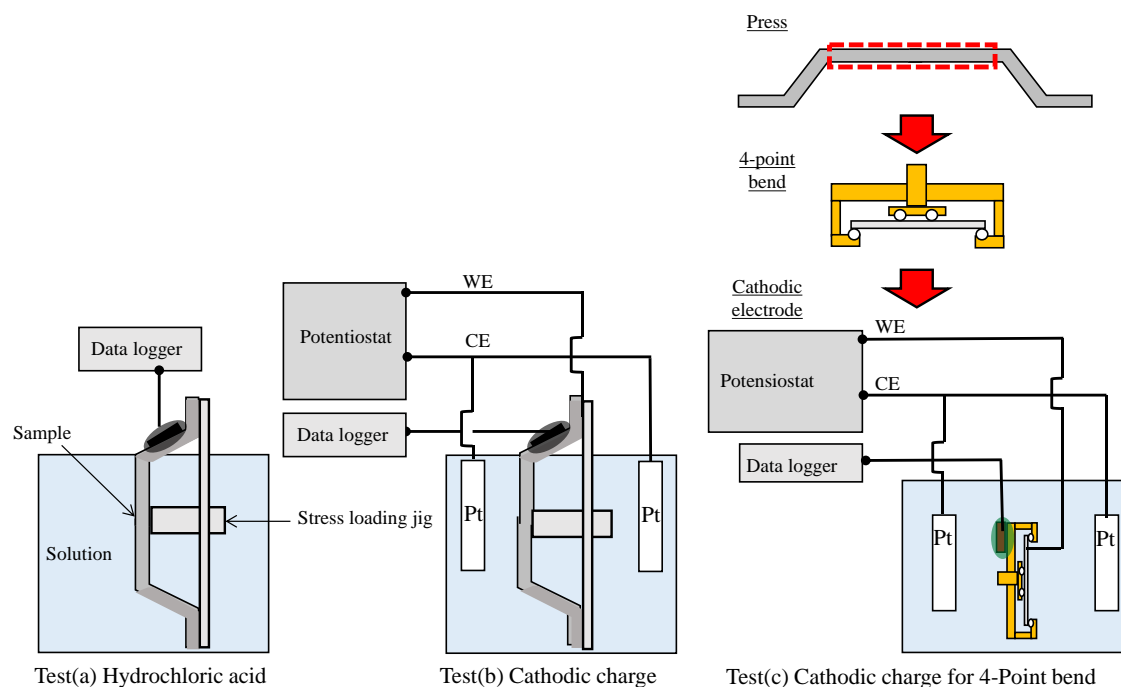 Press
4-point
bend
Cathodic
electrode
WE
CE
Potentiostat
Data logger
Data logger
Sample
Solution
Stress loading jig
Pt
Pt
WE
CE
Potensiostat
Data logger
Pt
Pt
Test(a) Hydrochloric acid
Test(b) Cathodic charge
Test(c) Cathodic charge for 4-Point bend